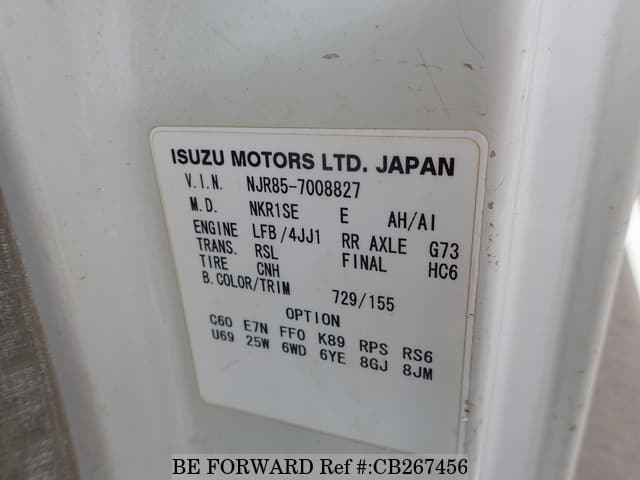 ISUZU MOTORS LTD. JAPAN
V.I.N. NJR85-7008827
M.D. NKR1SE E AH/AI
ENGINE LFB/4JJ1 RR AXLE G73
TRANS. RSL FINAL HC6
TIRE CNH
B.COLOR/TRIM 729/155
OPTION
C60 E7N FF0 K89 RPS RS6
U69 25W 6WD 6YE 8GJ 8JM
BE FORWARD Ref #:CB267456